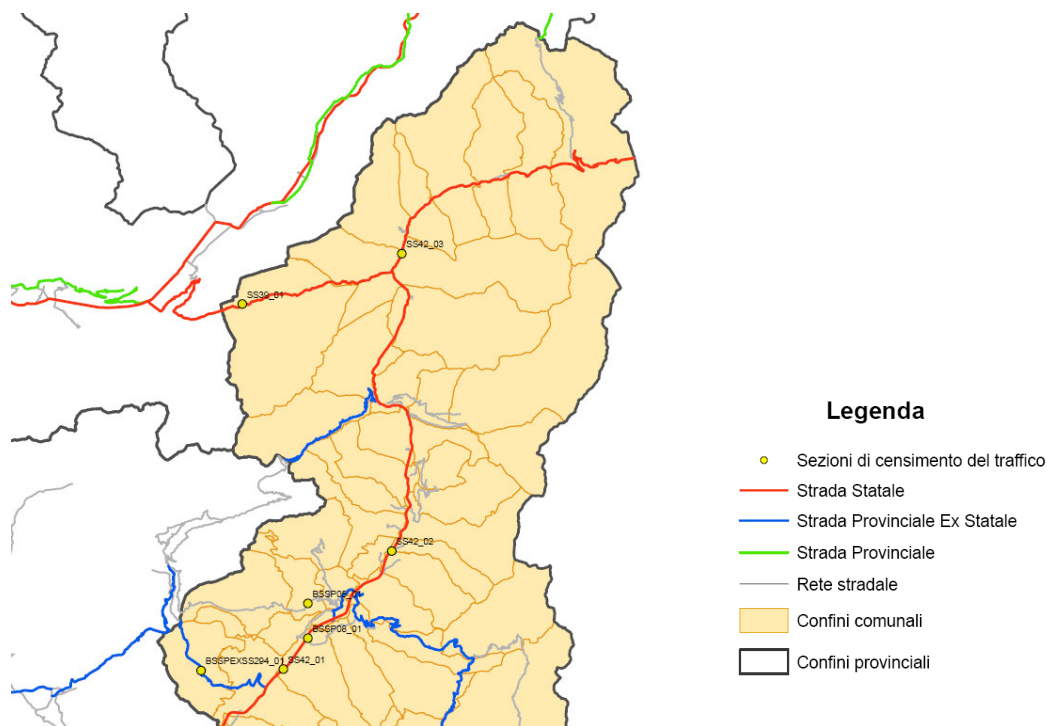 SS42_03
SS39_01
SS42_02
BSSP08_01
BSSPEXSS294_01
SS42_01
Legenda
Sezioni di censimento del traffico
Strada Statale
Strada Provinciale Ex Statale
Strada Provinciale
Rete stradale
Confini comunali
Confini provinciali